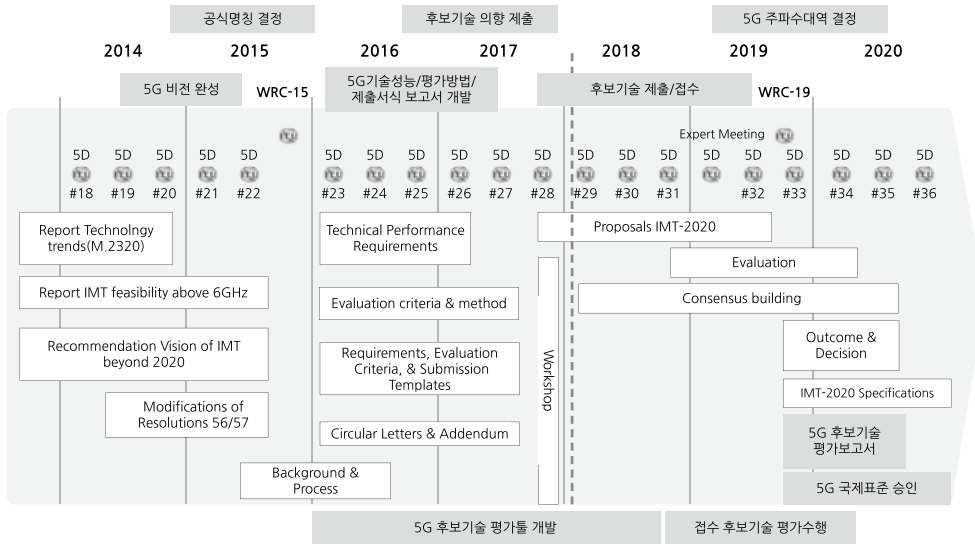 공식명칭 결정
후보기술 의향 제출
5G 주파수대역 결정
2014
2015
2016
2017
2018
2019
2020
5G 비전 완성
WRC-15
5G기술성능/평가방법/
제출서식 보고서 개발
후보기술 제출/접수
WRC-19
Expert Meeting
5D
#18
5D
#19
5D
#20
5D
#21
5D
#22
5D
#23
5D
#24
5D
#25
5D
#26
5D
#27
5D
#28
5D
#29
5D
#30
5D
#31
5D
5D
#32
5D
#33
5D
#34
5D
#35
5D
#36
Report Technolngy
trends(M.2320)
Technical Performance
Requirements
Proposals IMT-2020
Evaluation
Report IMT feasibility above 6GHz
Evaluation criteria & method
Consensus building
Recommendation Vision of IMT
beyond 2020
Requirements, Evaluation
Criteria, & Submission
Templates
Workshop
Outcome &
Decision
IMT-2020 Specifications
Modifications of
Resolutions 56/57
Circular Letters & Addendum
5G 후보기술
평가보고서
Background &
Process
5G 국제표준 승인
5G 후보기술 평가툴 개발
접수 후보기술 평가수행